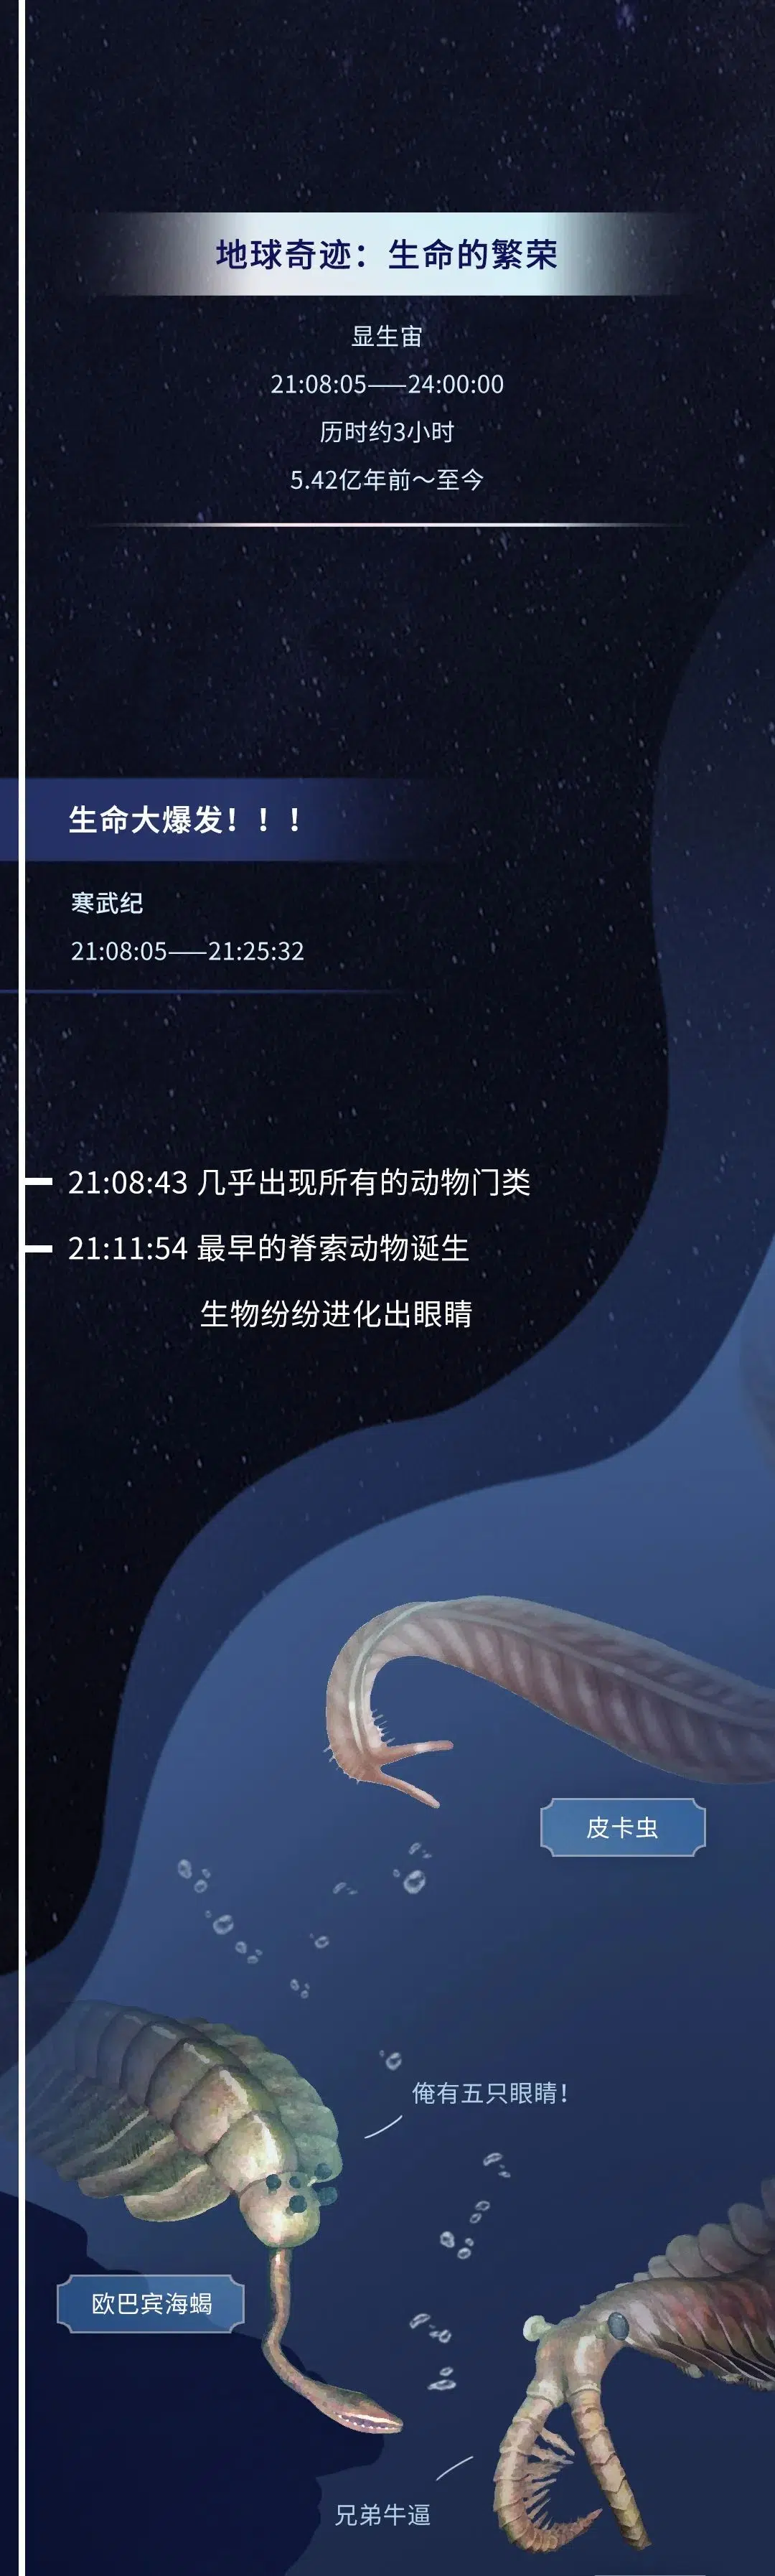 地球奇迹：生命的繁荣
显生宙
21:08:05——24:00:00
历时约3小时
5.42亿年前～至今
生命大爆发！！！
寒武纪
21:08:05——21:25:32
21:08:43 几乎出现所有的动物门类
21:11:54 最早的脊索动物诞生
生物纷纷进化出眼睛
皮卡虫
俺有五只眼睛！
欧巴宾海蝎
兄弟牛逼